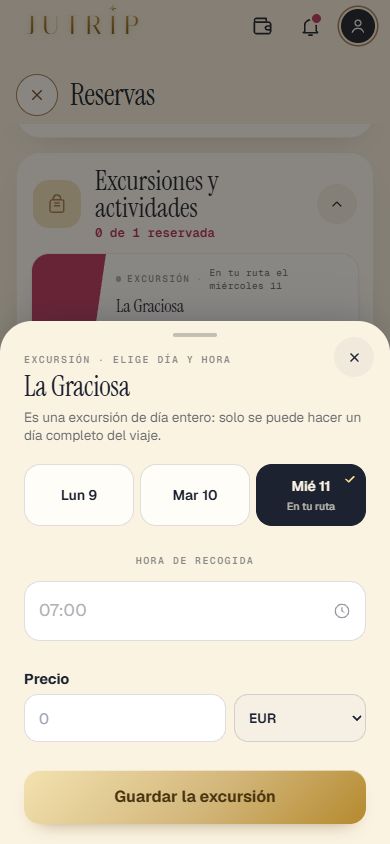 JUTRIP
Reservas
Excursiones y
actividades
0 de 1 reservada
EXCURSIÓN · En tu ruta el
miércoles 11
La Graciosa
EXCURSIÓN · ELIGE DÍA Y HORA
La Graciosa
Es una excursión de día entero: solo se puede hacer un
día completo del viaje.
Lun 9
Mar 10
Mié 11
En tu ruta
HORA DE RECOGIDA
07:00
Precio
0
EUR
Guardar la excursión